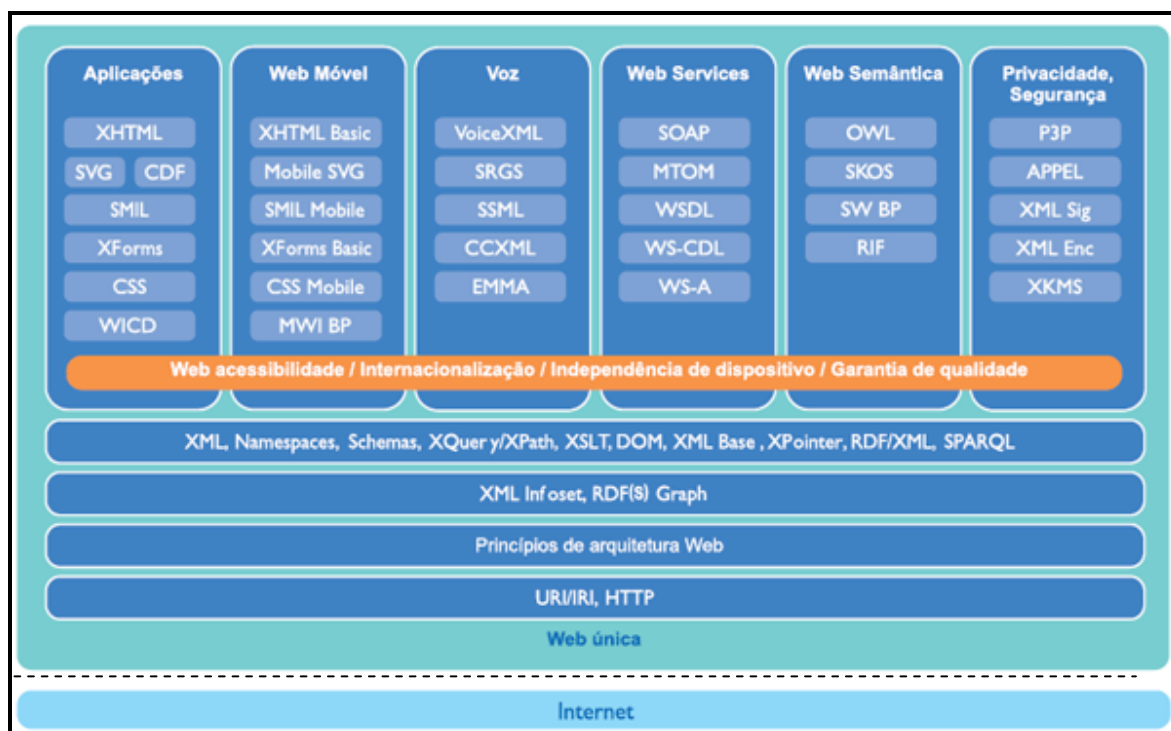 Aplicações
XHTML
SVG CDF
SMIL
XForms
CSS
WICD
Web Móvel
XHTML Basic
Mobile SVG
SMIL Mobile
XForms Basic
CSS Mobile
MWI BP
Voz
VoiceXML
SRGS
SSML
CCXML
EMMA
Web Services
SOAP
MTOM
WSDL
WS-CDL
WS-A
Web Semântica
OWL
SKOS
SW BP
RIF
Privacidade,
Segurança
P3P
APPEL
XML Sig
XML Enc
XKMS
Web acessibilidade / Internacionalização / Independência de dispositivo / Garantia de qualidade
XML, Namespaces, Schemas, XQuer y/XPath, XSLT, DOM, XML Base , XPointer, RDF/XML, SPARQL
XML Infoset, RDF(S) Graph
Princípios de arquitetura Web
URI/IRI, HTTP
Web única
Internet